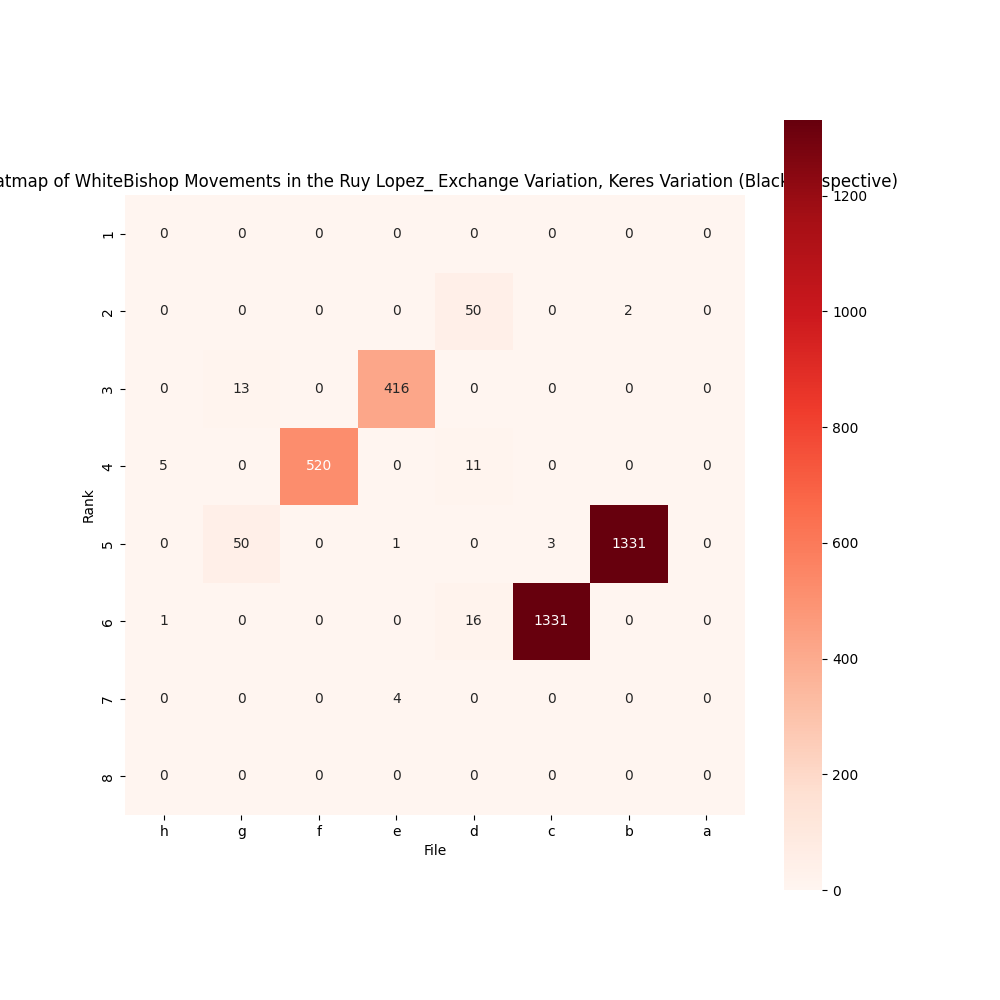 atmap of WhiteBishop Movements in the Ruy Lopez_ Exchange Variation, Keres Variation (Black spective)
1200
1 0 0 0 0 0 0 0 0
2 0 0 0 0 50 0 2 0
1000
3 0 13 0 416 0 0 0 0
800
4 5 0 520 0 11 0 0 0
Rank
5 0 50 0 1 0 3 1331 0
600
6 1 0 0 0 16 1331 0 0
400
7 0 0 0 4 0 0 0 0
200
8 0 0 0 0 0 0 0 0
h g f e d c b a
File
0